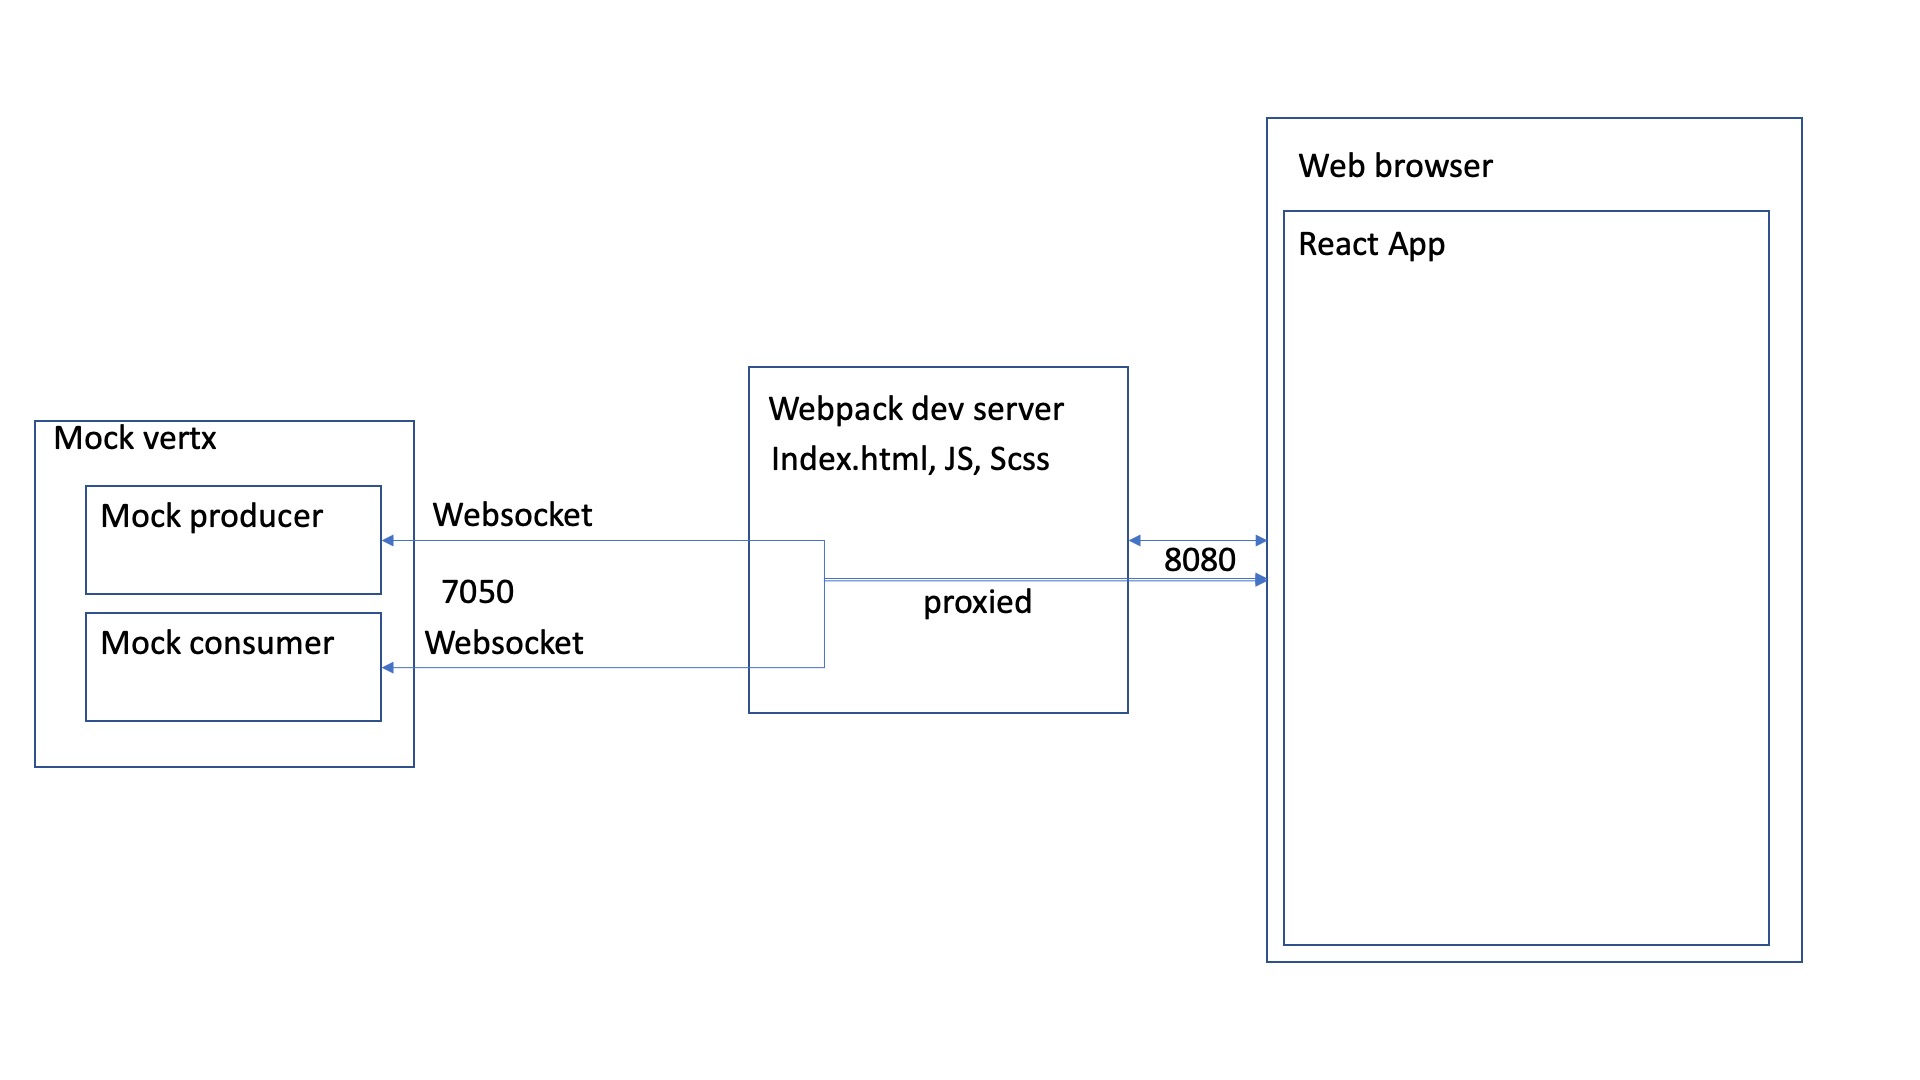 Web browser
React App
Webpack dev server
Index.html, JS, Scss
Mock vertx
Mock producer
Websocket
8080
7050
proxied
Mock consumer
Websocket